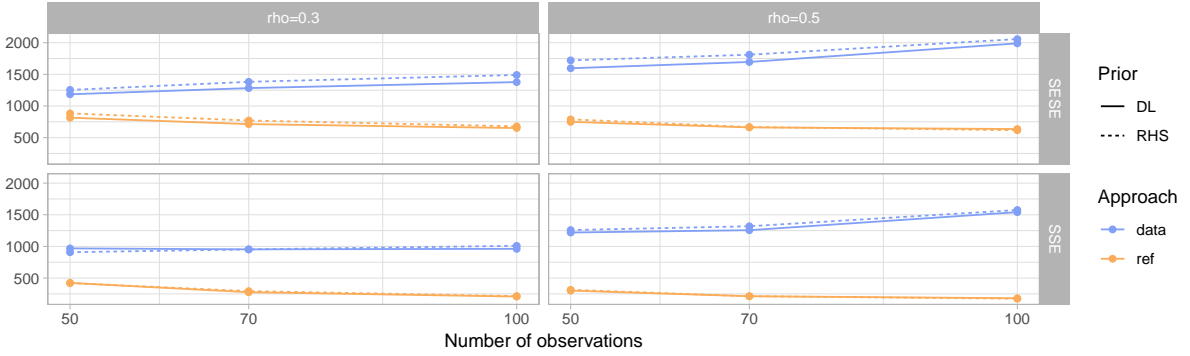 rho=0.3
rho=0.5
2000
1500
1000
500
SESE
2000
1500
1000
500
SSE
50
70
100
50
70
100
Number of observations
Prior
DL
RHS
Approach
data
ref